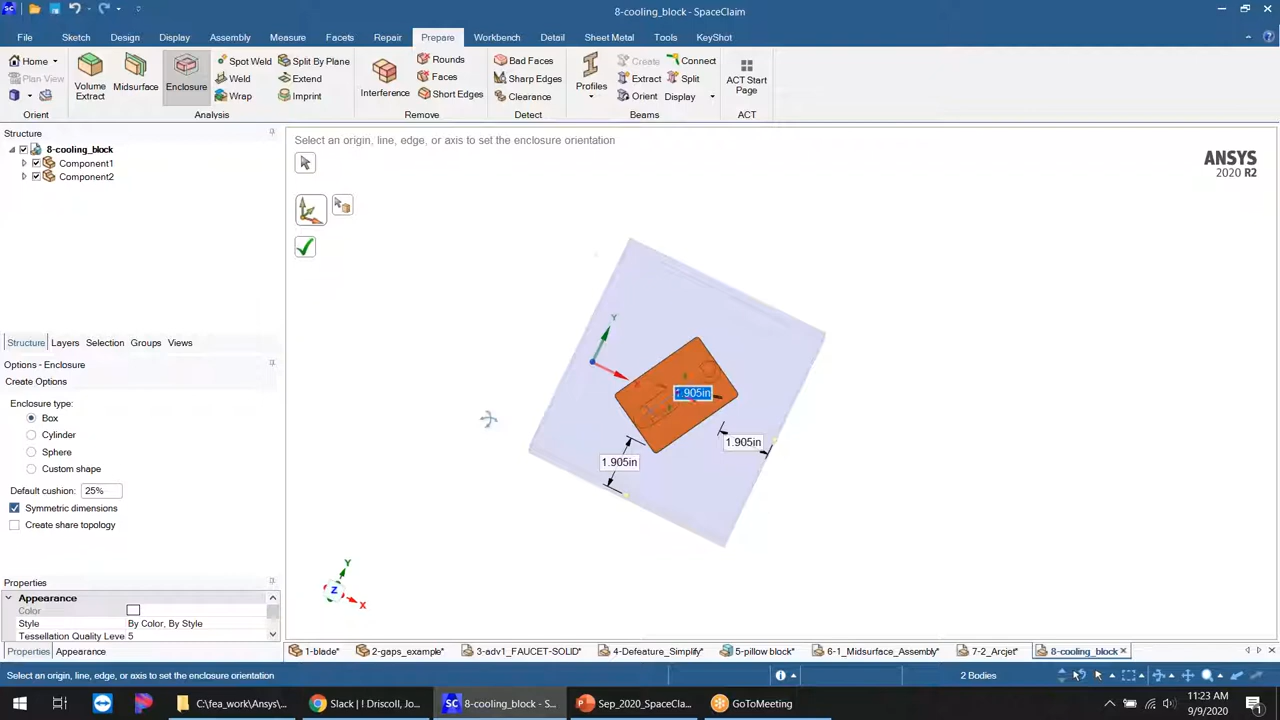 8-cooling_block - SpaceClaim
File Sketch Design Display Assembly Measure Facets Repair Prepare Workbench Detail Sheet Metal Tools KeyShot
Home
Plan View
Orient
Volume Extract
Midsurface
Enclosure
Spot Weld
Weld
Wrap
Split By Plane
Extend
Imprint
Analysis
Interference
Rounds
Faces
Short Edges
Remove
Bad Faces
Sharp Edges
Clearance
Detect
Profiles
Create
Extract
Orient
Connect
Split
Display
Beams
ACT Start Page
ACT
Structure
8-cooling_block
Component1
Component2
Structure Layers Selection Groups Views
Options - Enclosure
Create Options
Enclosure type:
Box
Cylinder
Sphere
Custom shape
Default cushion: 25%
Symmetric dimensions
Create share topology
Properties
Appearance
Color
Style By Color, By Style
Tessellation Quality Leve 5
Properties Appearance
Select an origin, line, edge, or axis to set the enclosure orientation
ANSYS
2020 R2
Y
1.905in
1.905in
1.905in
Y
Z
X
1-blade* 2-gaps_example* 3-adv1_FAUCET-SOLID* 4-Defeature_Simplify* 5-pillow block* 6-1_Midsurface_Assembly* 7-2_Arcjet* 8-cooling_block
Select an origin, line, edge, or axis to set the enclosure orientation
2 Bodies
C:\fea_work\Ansys\... Slack | ! Driscoll, Jo... 8-cooling_block - S... Sep_2020_SpaceCla... GoToMeeting
11:23 AM
9/9/2020